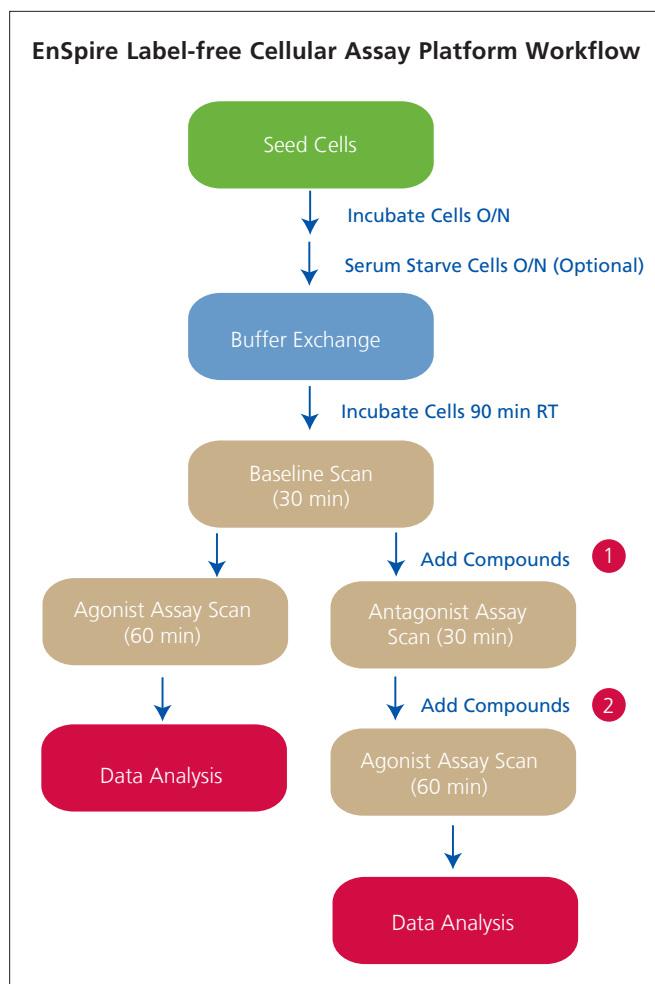 EnSpire Label-free Cellular Assay Platform Workflow
Seed Cells
Incubate Cells O/N
Serum Starve Cells O/N (Optional)
Buffer Exchange
Incubate Cells 90 min RT
Baseline Scan
(30 min)
Add Compounds 1
Agonist Assay Scan
(60 min)
Antagonist Assay
Scan (30 min)
Add Compounds 2
Data Analysis
Agonist Assay Scan
(60 min)
Data Analysis